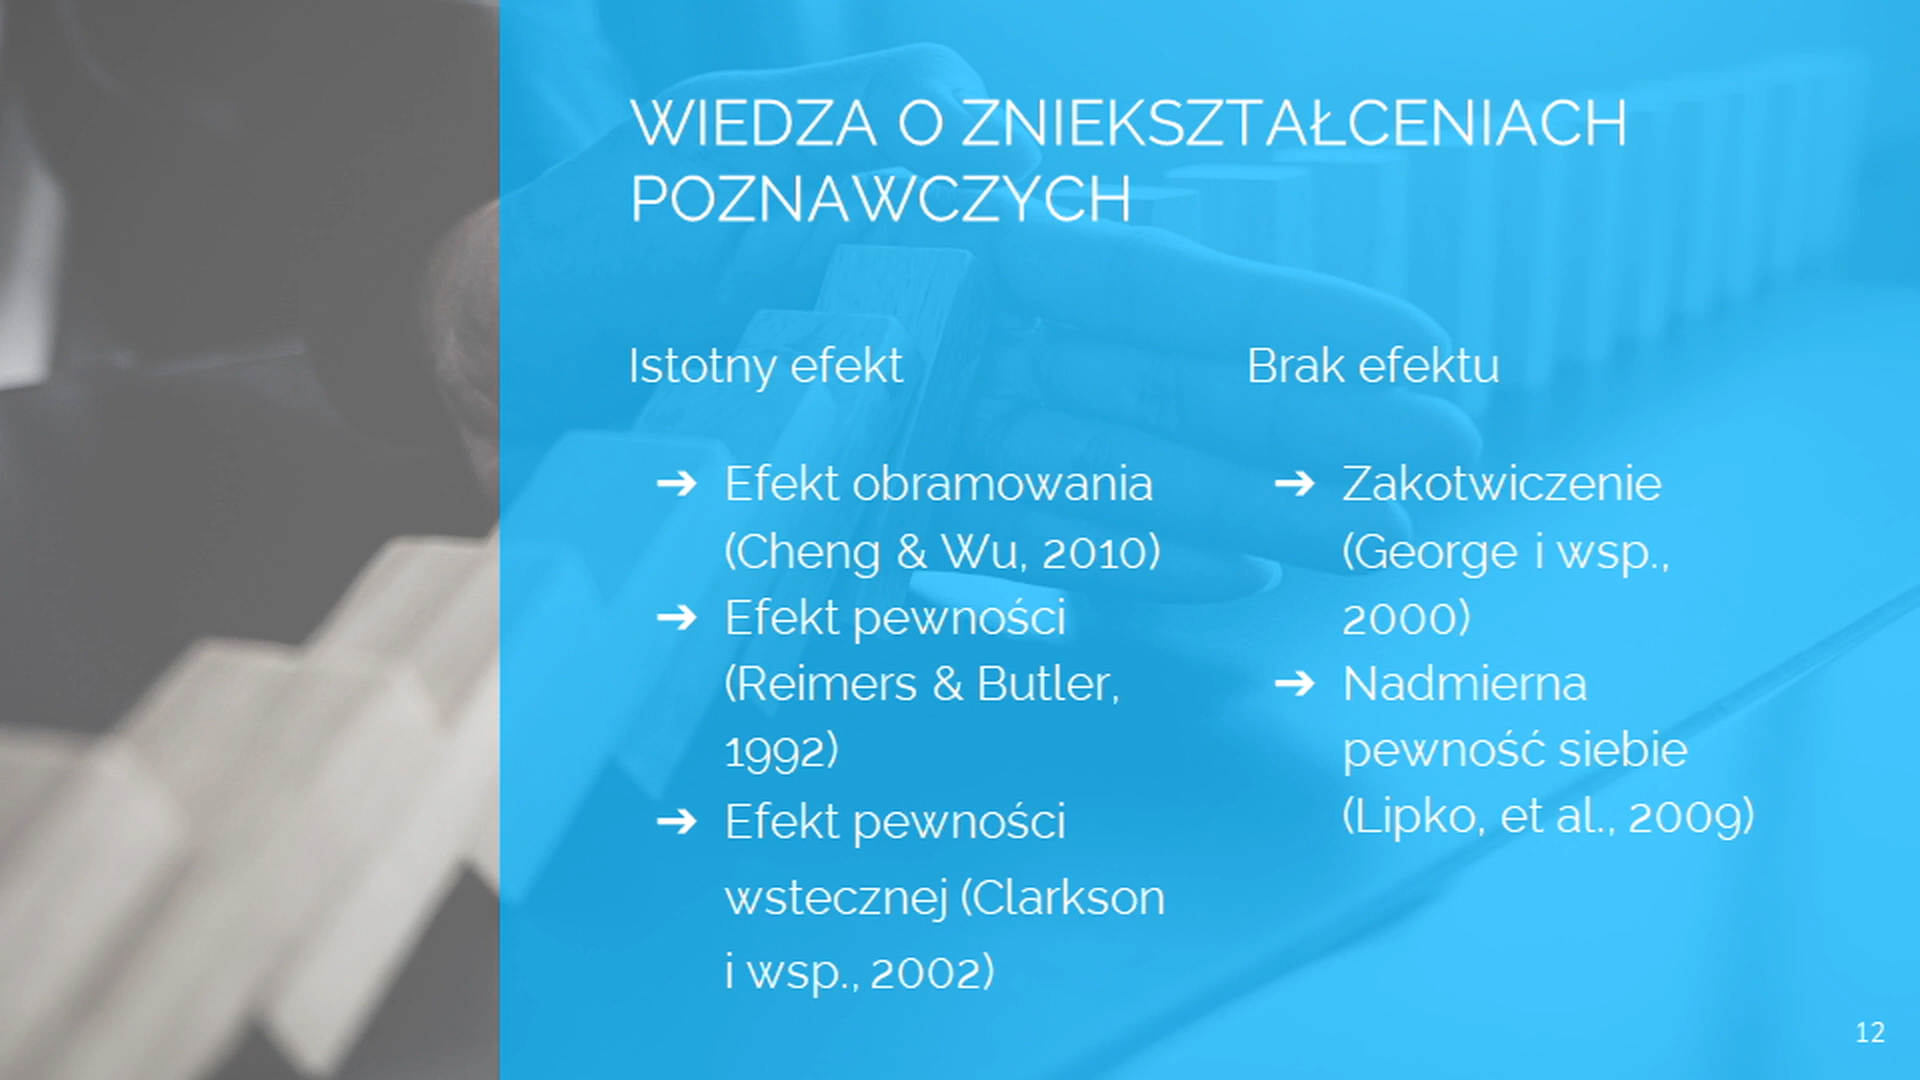 WIEDZA O ZNIEKSZTAŁCENIACH
POZNAWCZYCH
Istotny efekt
➔ Efekt obramowania
(Cheng & Wu, 2010)
➔ Efekt pewności
(Reimers & Butler,
1992)
➔ Efekt pewności
wstecznej (Clarkson
i wsp., 2002)
Brak efektu
➔ Zakotwiczenie
(George i wsp.,
2000)
➔ Nadmierna
pewność siebie
(Lipko, et al., 2009)
12